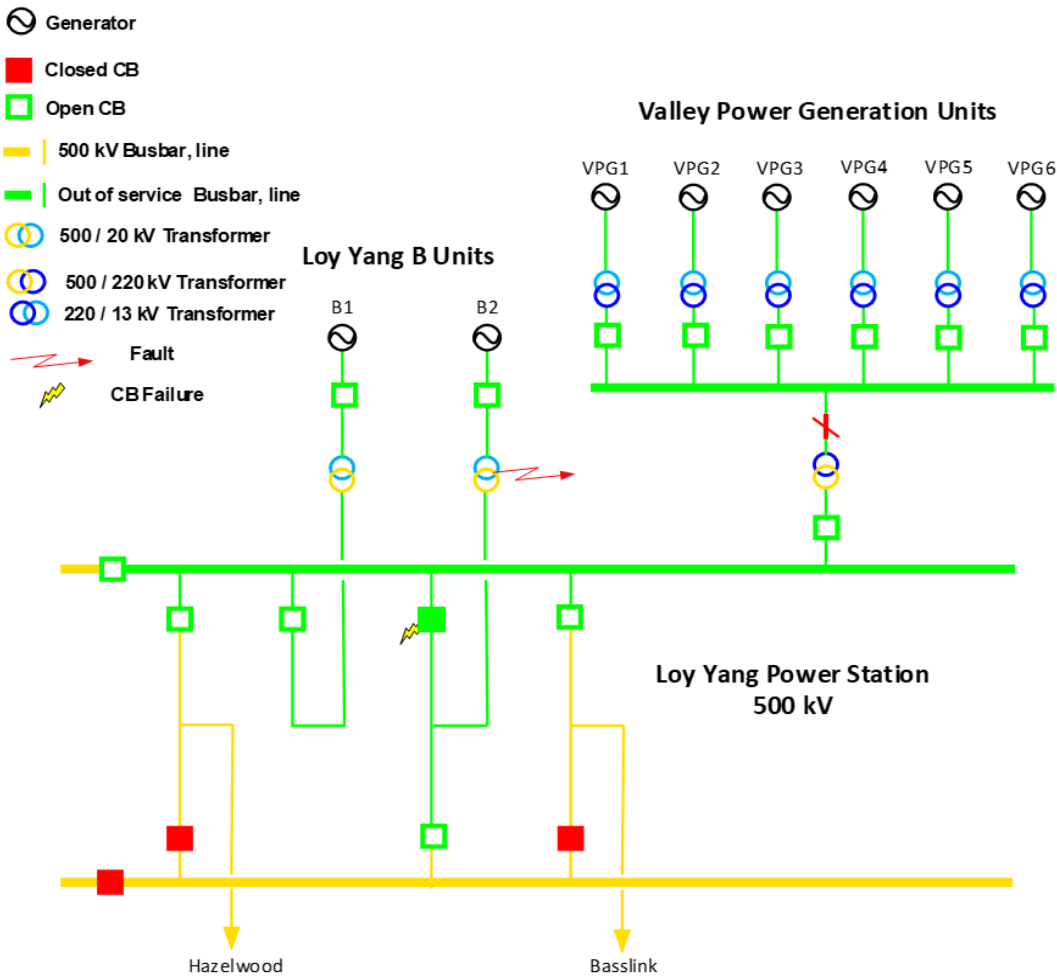 Generator
Closed CB
Open CB
500 kV Busbar, line
Out of service Busbar, line
500 / 20 kV Transformer
500 / 220 kV Transformer
220 / 13 kV Transformer
Fault
CB Failure
Valley Power Generation Units
VPG1 VPG2 VPG3 VPG4 VPG5 VPG6
Loy Yang B Units
B1 B2
Loy Yang Power Station
500 kV
Hazelwood Basslink